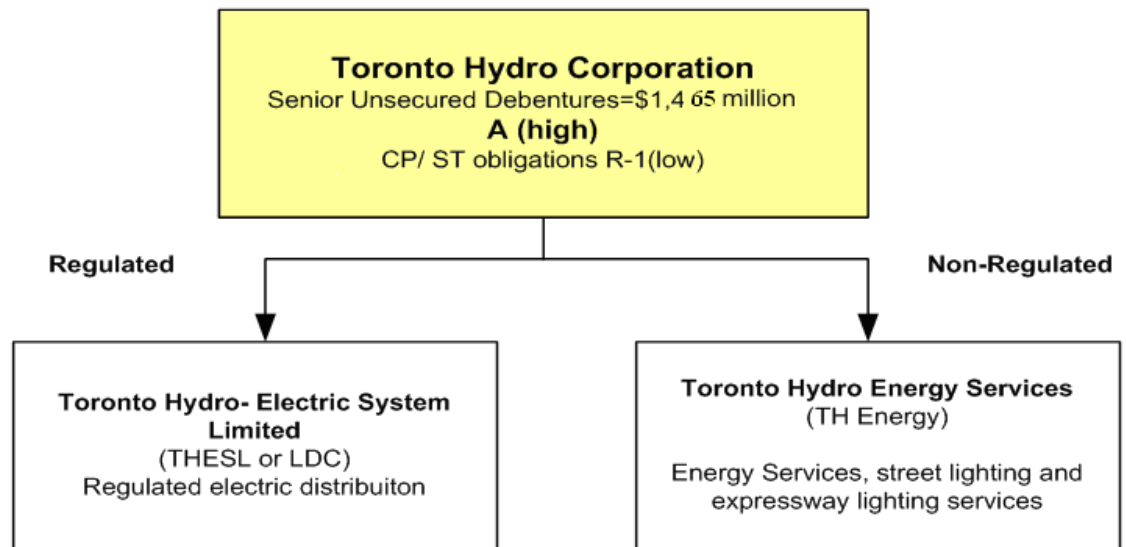 Toronto Hydro Corporation
Senior Unsecured Debentures=$1,4 65 million
A (high)
CP/ ST obligations R-1(low)
Regulated
Non-Regulated
Toronto Hydro- Electric System
Limited
(THESL or LDC)
Regulated electric distribuiton
Toronto Hydro Energy Services
(TH Energy)
Energy Services, street lighting and
expressway lighting services